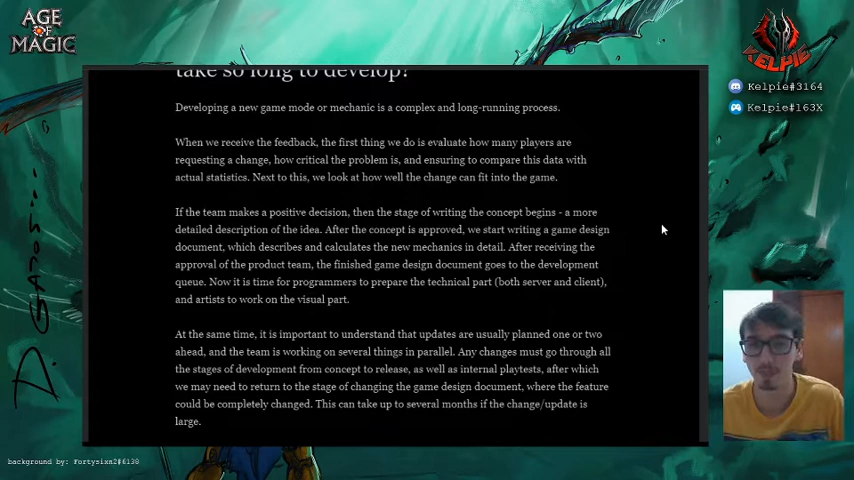 AGE
OF
MAGIC
KELPIE
Kelpie#3164
Kelpie#163X
take so long to develop?
Developing a new game mode or mechanic is a complex and long-running process.
When we receive the feedback, the first thing we do is evaluate how many players are
requesting a change, how critical the problem is, and ensuring to compare this data with
actual statistics. Next to this, we look at how well the change can fit into the game.
If the team makes a positive decision, then the stage of writing the concept begins - a more
detailed description of the idea. After the concept is approved, we start writing a game design
document, which describes and calculates the new mechanics in detail. After receiving the
approval of the product team, the finished game design document goes to the development
queue. Now it is time for programmers to prepare the technical part (both server and client),
and artists to work on the visual part.
At the same time, it is important to understand that updates are usually planned one or two
ahead, and the team is working on several things in parallel. Any changes must go through all
the stages of development from concept to release, as well as internal playtests, after which
we may need to return to the stage of changing the game design document, where the feature
could be completely changed. This can take up to several months if the change/update is
large.